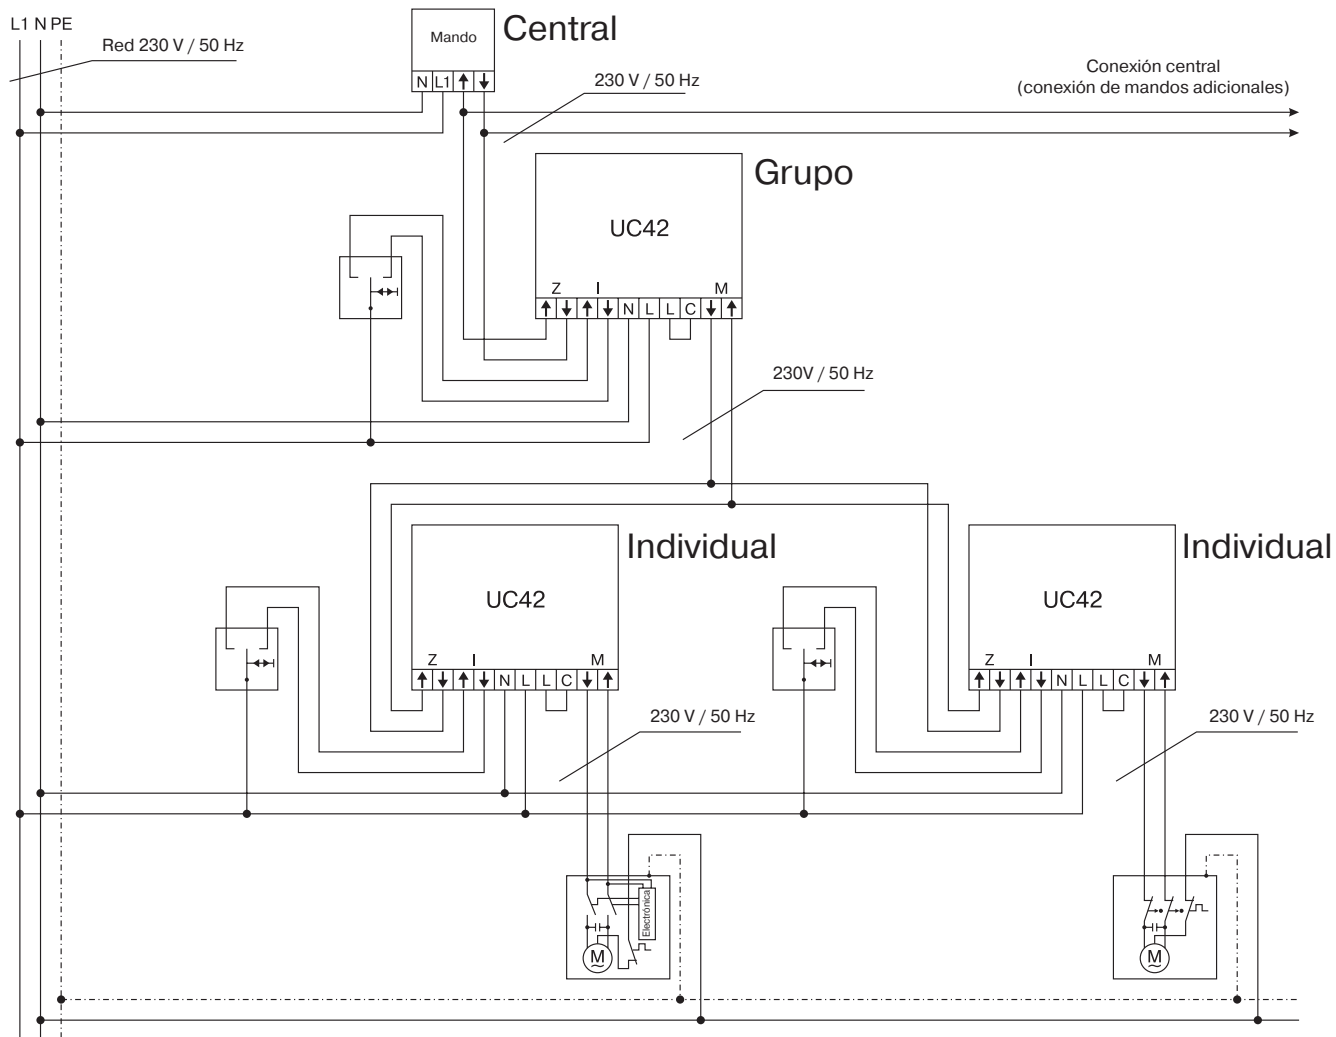 L1 N PE
Red 230 V / 50 Hz
Mando
Central
N L1
230 V / 50 Hz
Conexión central
(conexión de mandos adicionales)
Grupo
UC42
Z I M
N L L C
230V / 50 Hz
Individual
UC42
Z I M
N L L C
230 V / 50 Hz
Individual
UC42
Z I M
N L L C
230 V / 50 Hz
Electrónica
M
M